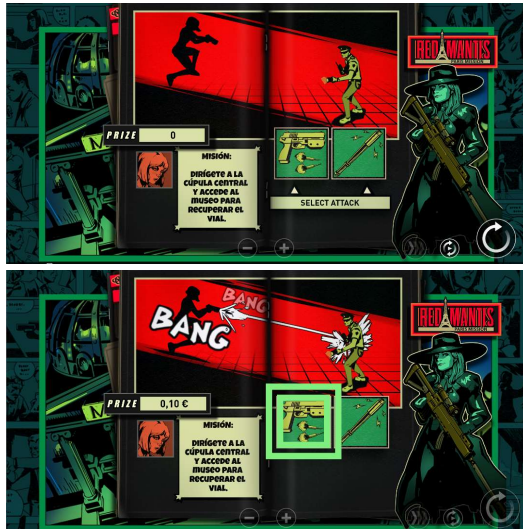 RED MANTIS
PARIS MISSION
PRIZE 0
MISIÓN:
DIRÍGETE A LA
CÚPULA CENTRAL
Y ACCEDE AL
MUSEO PARA
RECUPERAR EL
VIAL.
SELECT ATTACK
BANG
BANG
RED MANTIS
PARIS MISSION
PRIZE 0,10 €
MISIÓN:
DIRÍGETE A LA
CÚPULA CENTRAL
Y ACCEDE AL
MUSEO PARA
RECUPERAR EL
VIAL.